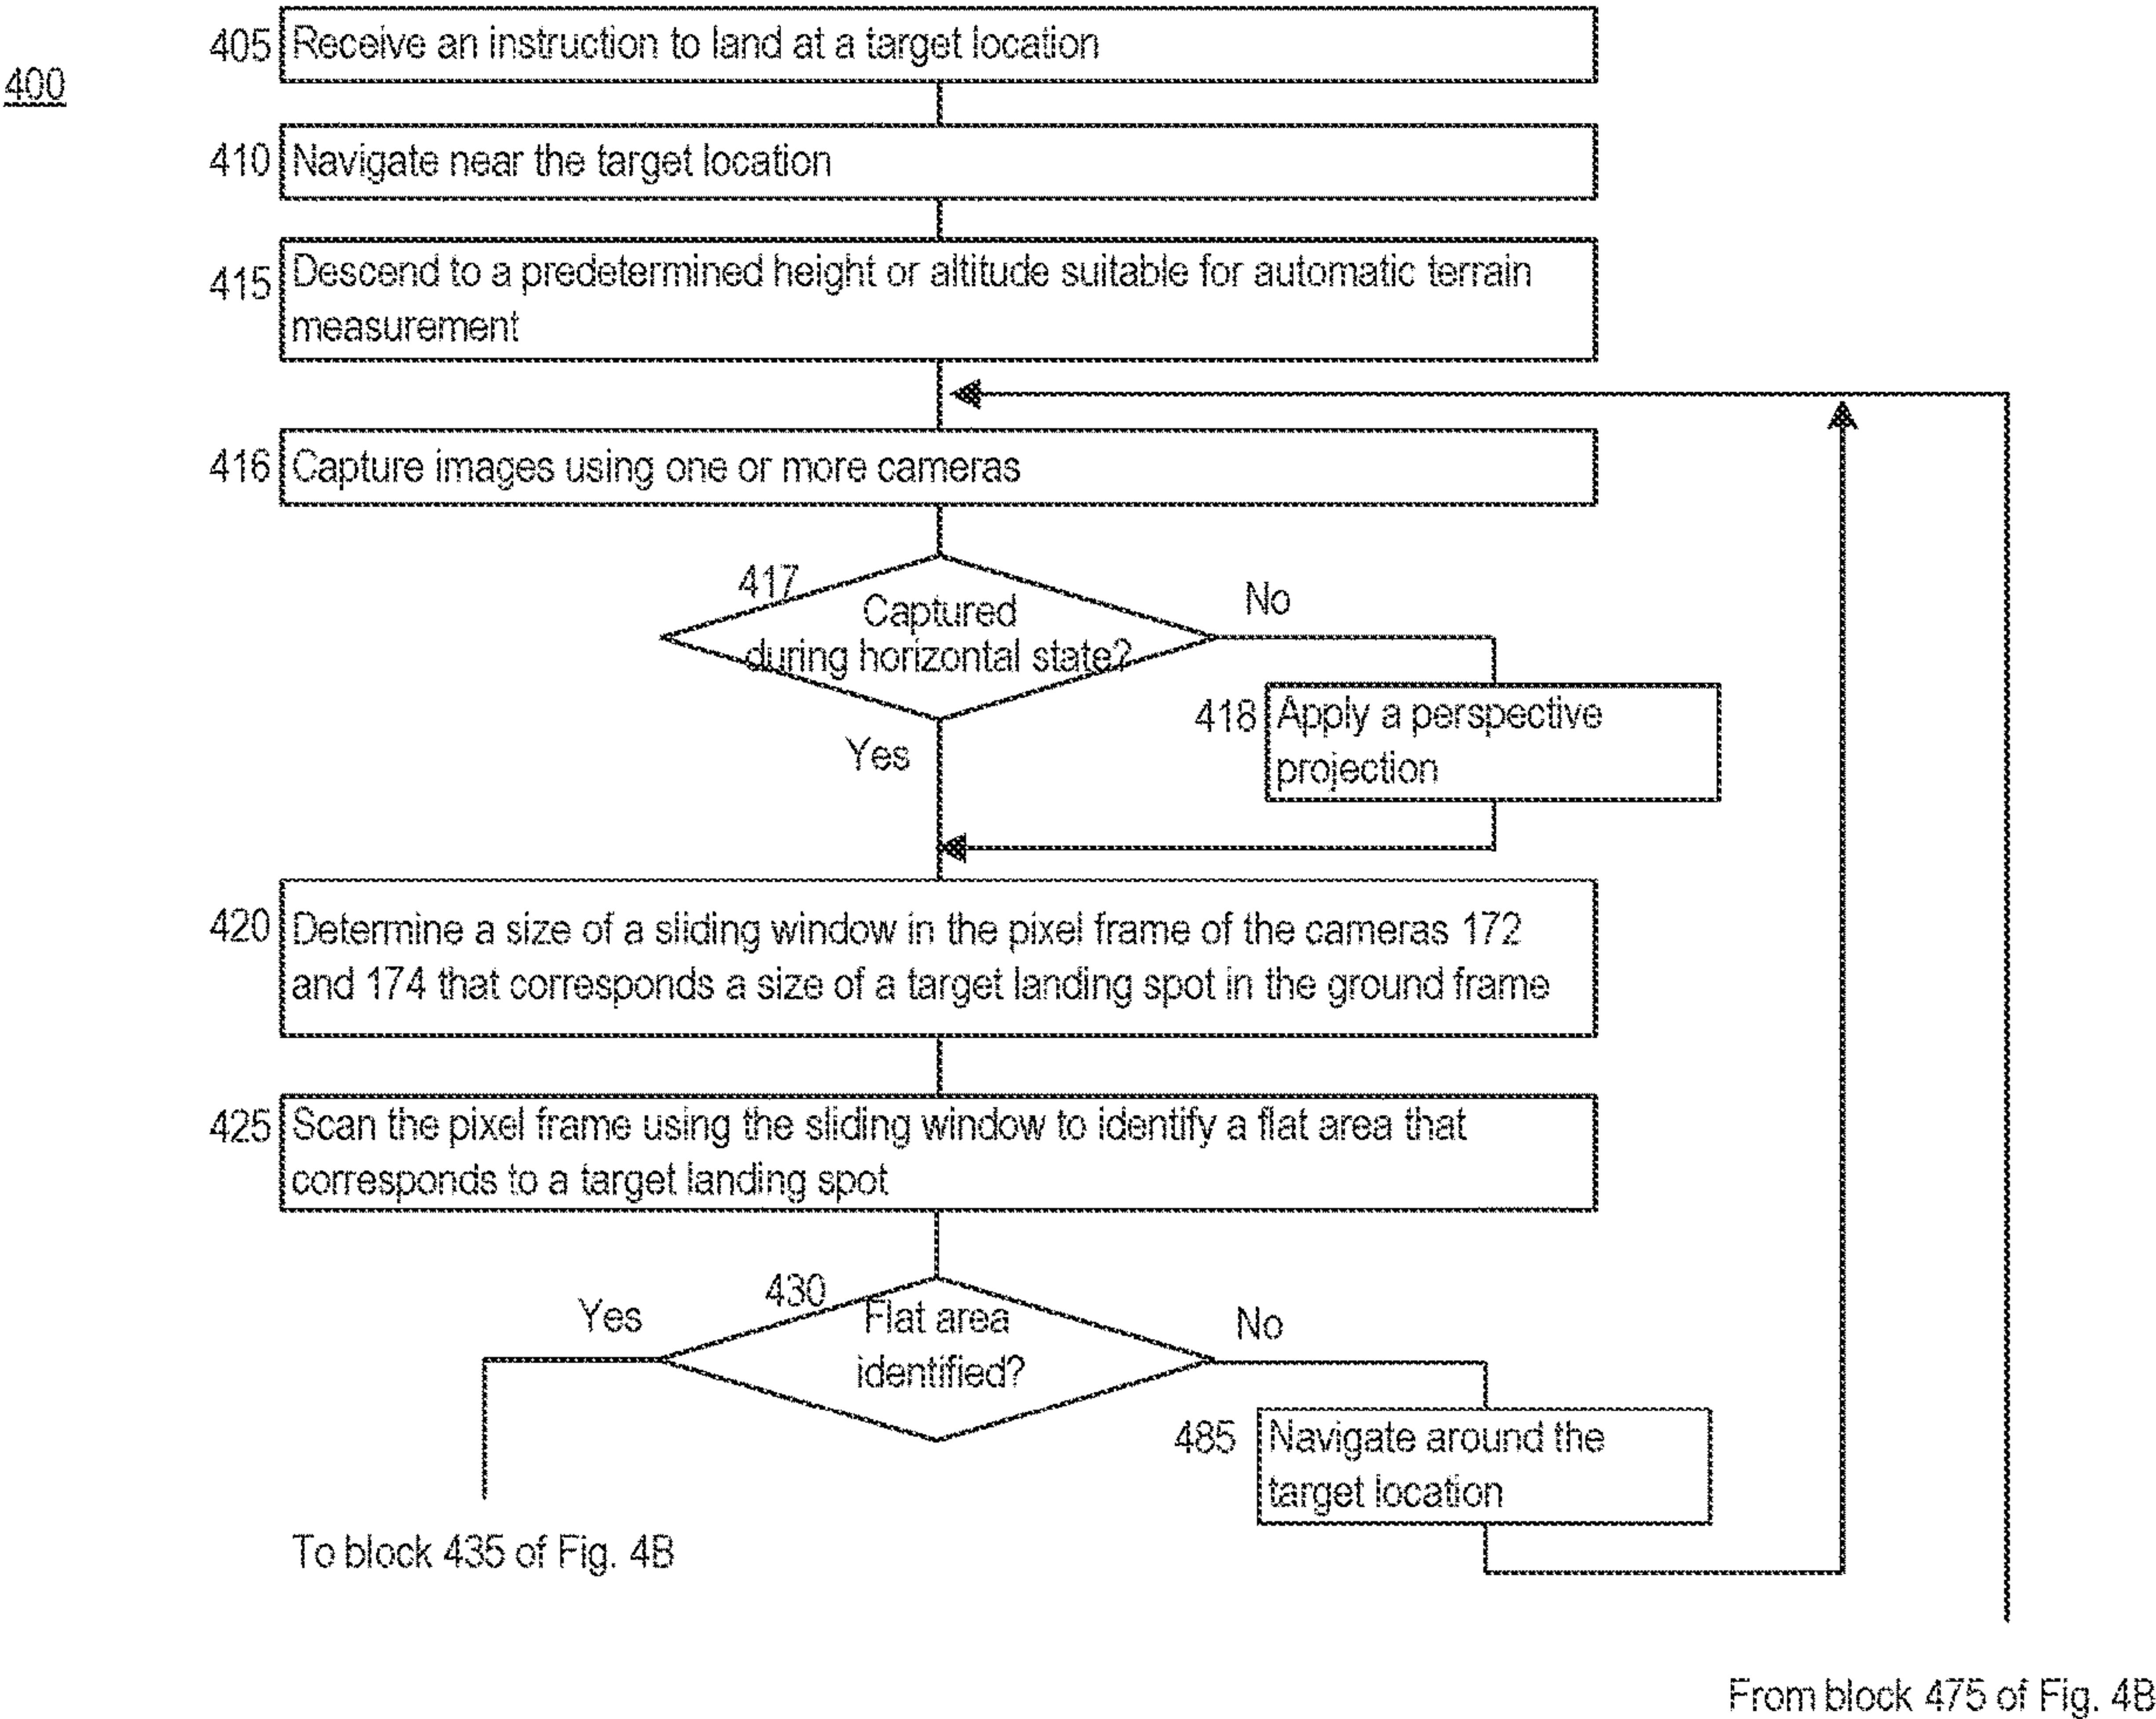 400
405 Receive an instruction to land at a target location
410 Navigate near the target location
415 Descend to a predetermined height or altitude suitable for automatic terrain
measurement
416 Capture images using one or more cameras
417
Captured
during horizontal state?
No
Yes
418 Apply a perspective
projection
420 Determine a size of a sliding window in the pixel frame of the cameras 172
and 174 that corresponds a size of a target landing spot in the ground frame
425 Scan the pixel frame using the sliding window to identify a flat area that
corresponds to a target landing spot
430
Flat area
identified?
Yes
No
485 Navigate around the
target location
To block 435 of Fig. 4B
From block 475 of Fig. 4B